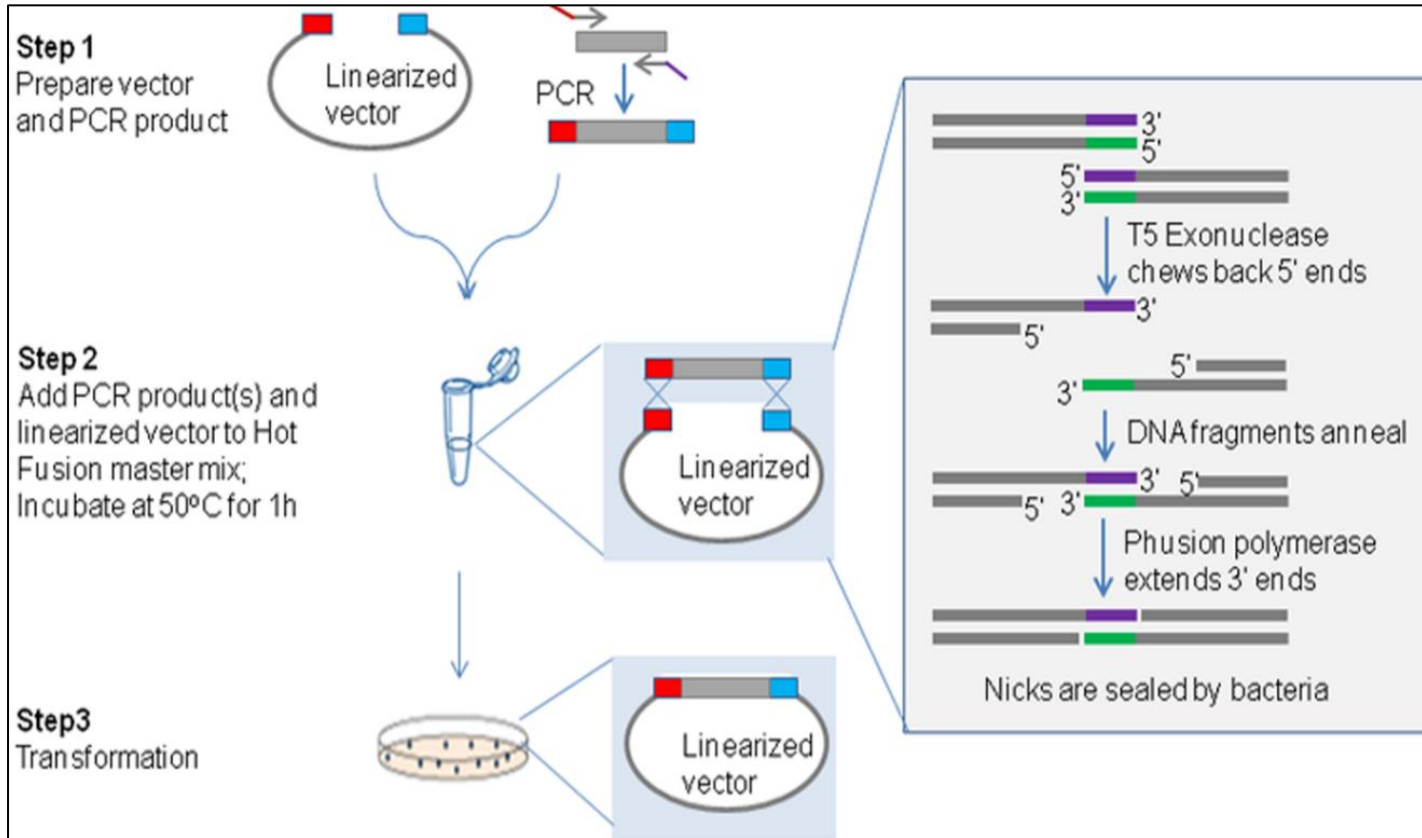 Step 1
Prepare vector
and PCR product
Linearized
vector
PCR
Step 2
Add PCR product(s) and
linearized vector to Hot
Fusion master mix;
Incubate at 50ºC for 1h
Linearized
vector
Step3
Transformation
Linearized
vector
3'
5'
5'
3'
T5 Exonuclease
chews back 5' ends
3'
5'
5'
3'
DNA fragments anneal
3' 5'
5' 3'
Phusion polymerase
extends 3' ends
Nicks are sealed by bacteria